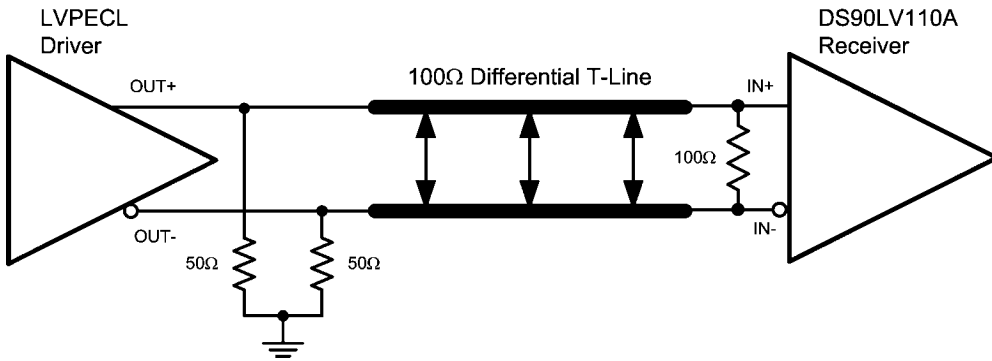 LVPECL
Driver
DS90LV110A
Receiver
OUT+
100Ω Differential T-Line
IN+
100Ω
OUT-
IN-
50Ω
50Ω